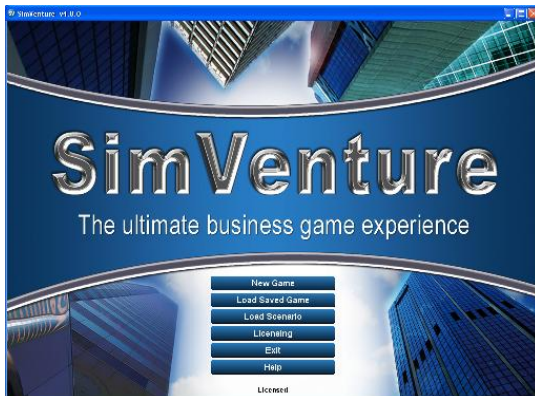 SimVenture v1.0.0
SimVenture
The ultimate business game experience
New Game
Load Saved Game
Load Scenario
Licensing
Exit
Help
Licensed